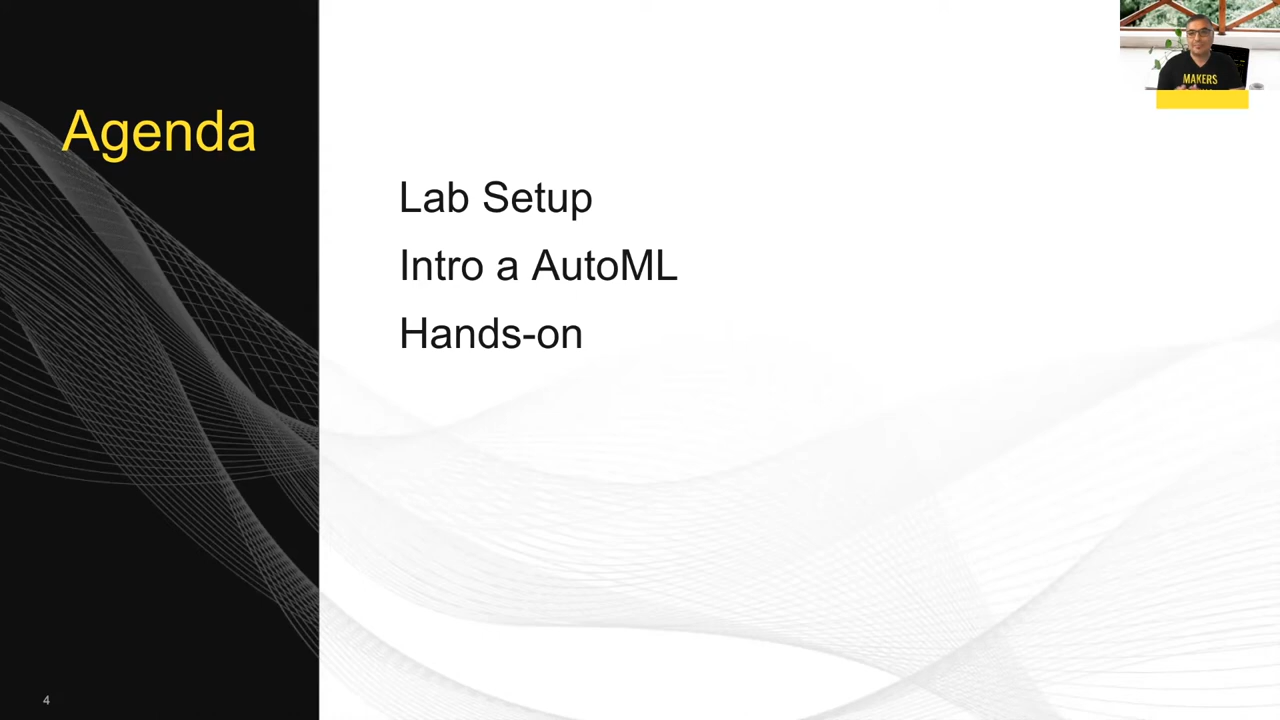 Agenda
Lab Setup
Intro a AutoML
Hands-on
MAKERS
4